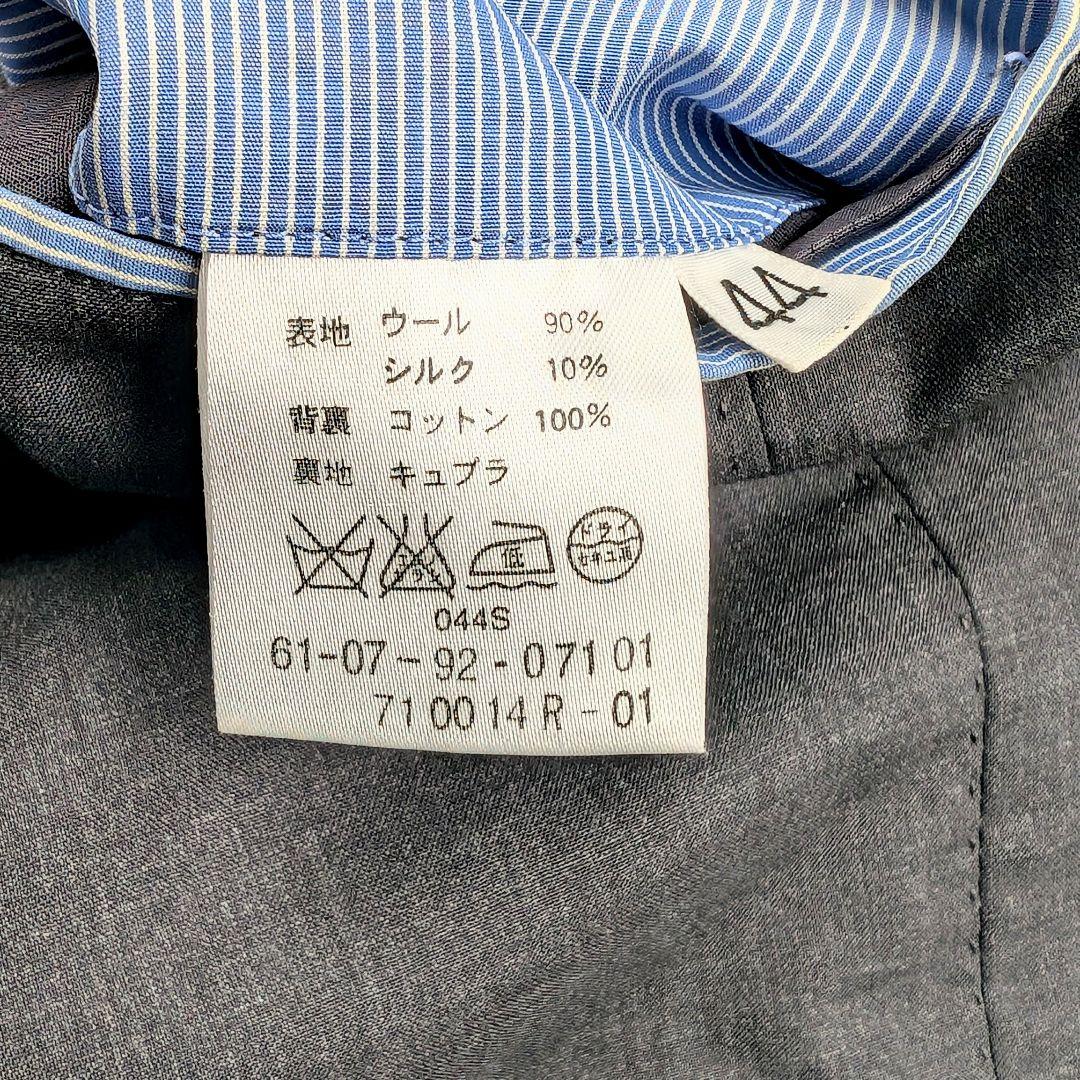 表地 ウール 90%
シルク 10%
背裏 コットン 100%
裏地 キュプラ
低
ドライ
044S
61-07-92-07101
710014R-01
44